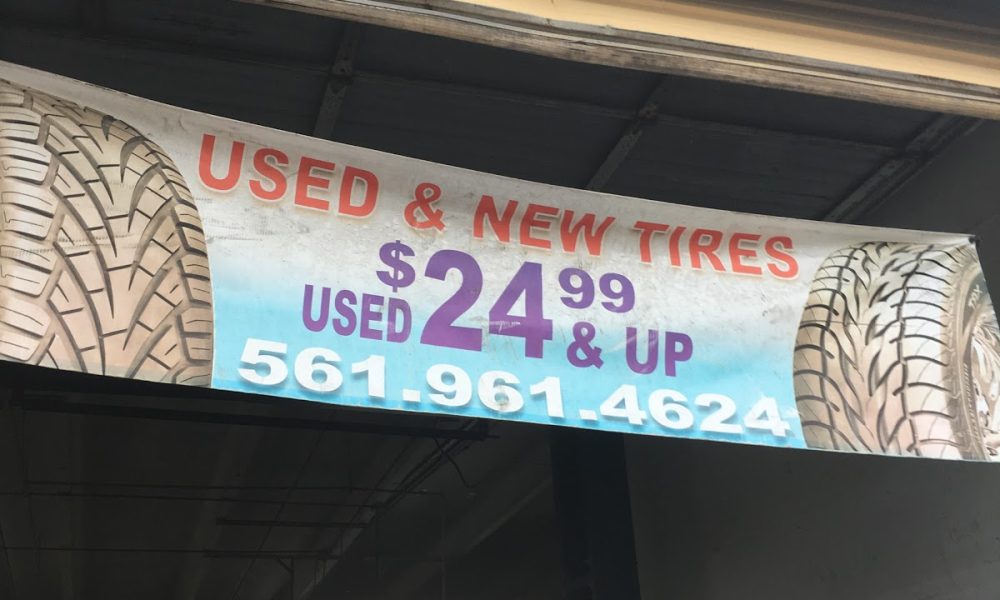 USED & NEW TIRES
USED $24.99 & UP
561.961.4624